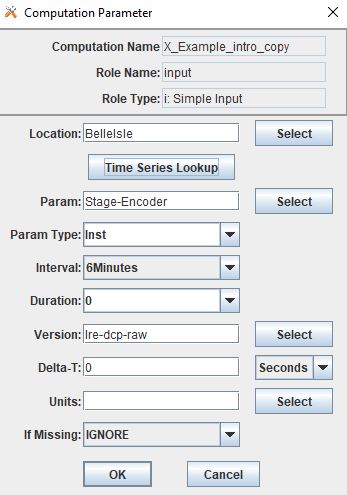 Computation Parameter
Computation Name X_Example_intro_copy
Role Name: input
Role Type: i: Simple Input
Location: BelleIsle Select
Time Series Lookup
Param: Stage-Encoder Select
Param Type: Inst
Interval: 6Minutes
Duration: 0
Version: lre-dcp-raw Select
Delta-T: 0 Seconds
Units: Select
If Missing: IGNORE
OK Cancel